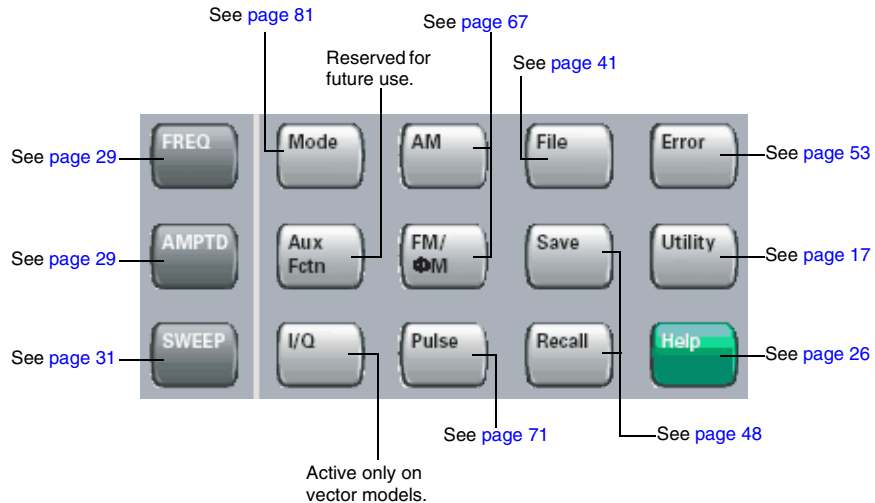 See page 81
See page 67
Reserved for
future use.
See page 41
FREQ
Mode
AM
File
Error
See page 29
See page 53
AMPTD
Aux
Fctn
FM/
ΦM
Save
Utility
See page 29
See page 17
SWEEP
I/Q
Pulse
Recall
Help
See page 31
See page 26
See page 71
See page 48
Active only on
vector models.